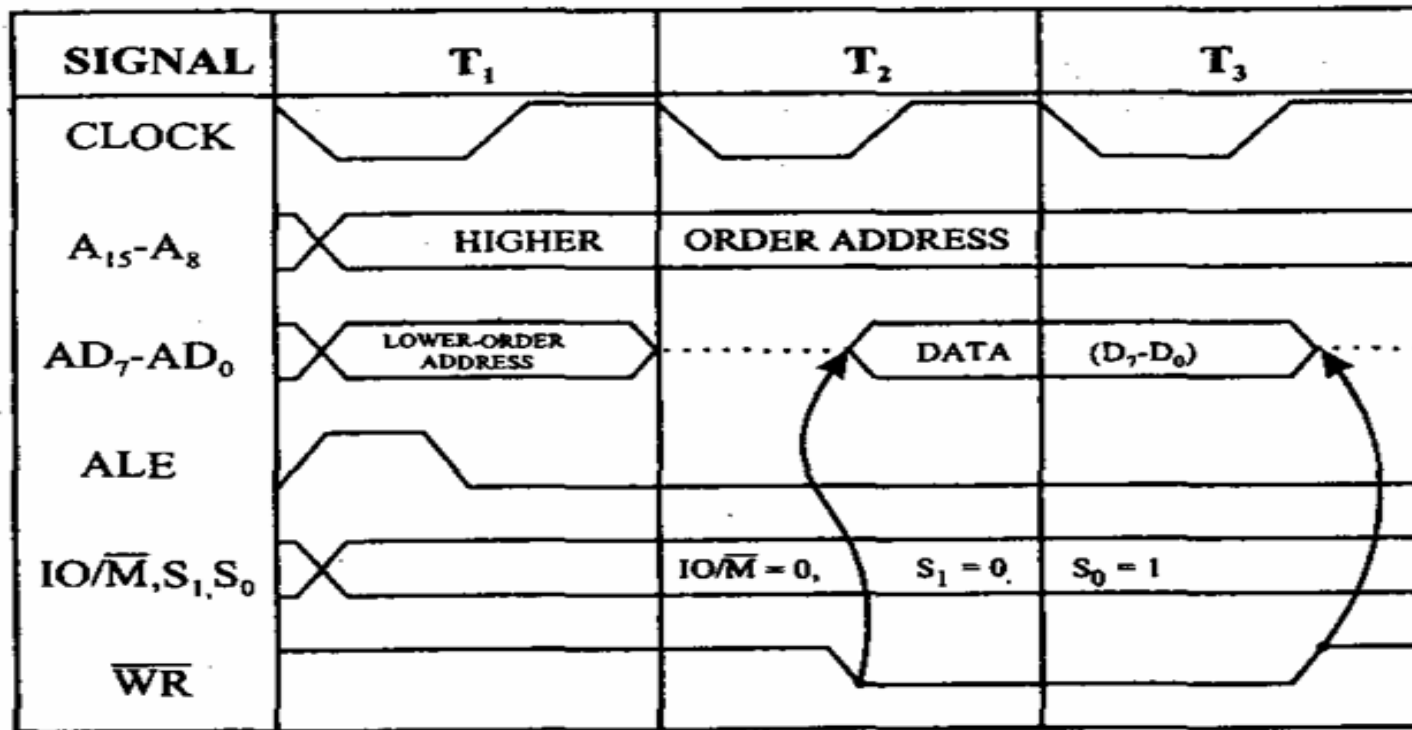 SIGNAL T₁ T₂ T₃
CLOCK
A₁₅-A₈ HIGHER ORDER ADDRESS
AD₇-AD₀ LOWER-ORDER ADDRESS DATA (D₇-D₀)
ALE
IO/M̅,S₁,S₀ IO/M̅ = 0, S₁ = 0. S₀ = 1
W̅R̅